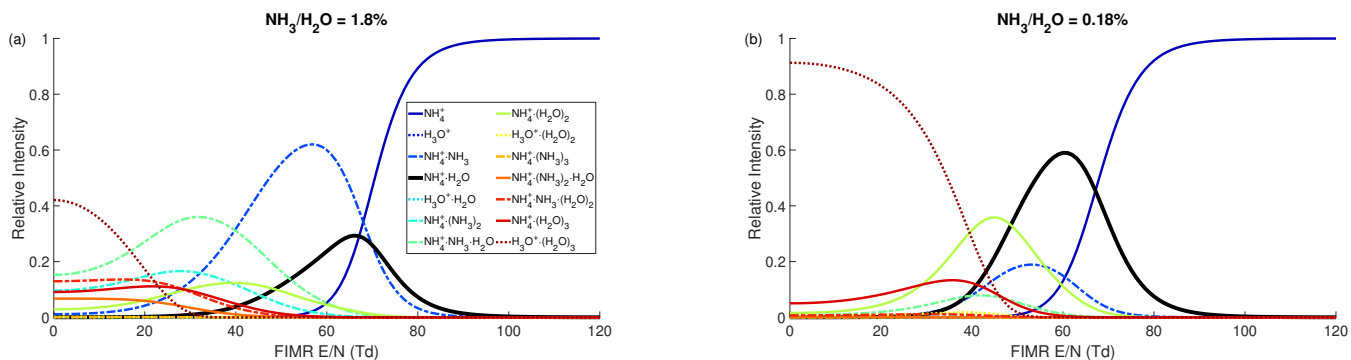 NH₃/H₂O = 1.8%
(a)
Relative Intensity
1
0.8
0.6
0.4
0.2
0
0 20 40 60 80 100 120
FIMR E/N (Td)
NH₄⁺
H₃O⁺
NH₄⁺·NH₃
NH₄⁺·H₂O
H₃O⁺·H₂O
NH₄⁺·(NH₃)₂
NH₄⁺·NH₃·H₂O
NH₄⁺·(H₂O)₂
H₃O⁺·(H₂O)₂
NH₄⁺·(NH₃)₃
NH₄⁺·(NH₃)₂·H₂O
NH₄⁺·NH₃·(H₂O)₂
NH₄⁺·(H₂O)₃
H₃O⁺·(H₂O)₃
NH₃/H₂O = 0.18%
(b)
Relative Intensity
1
0.8
0.6
0.4
0.2
0
0 20 40 60 80 100 120
FIMR E/N (Td)